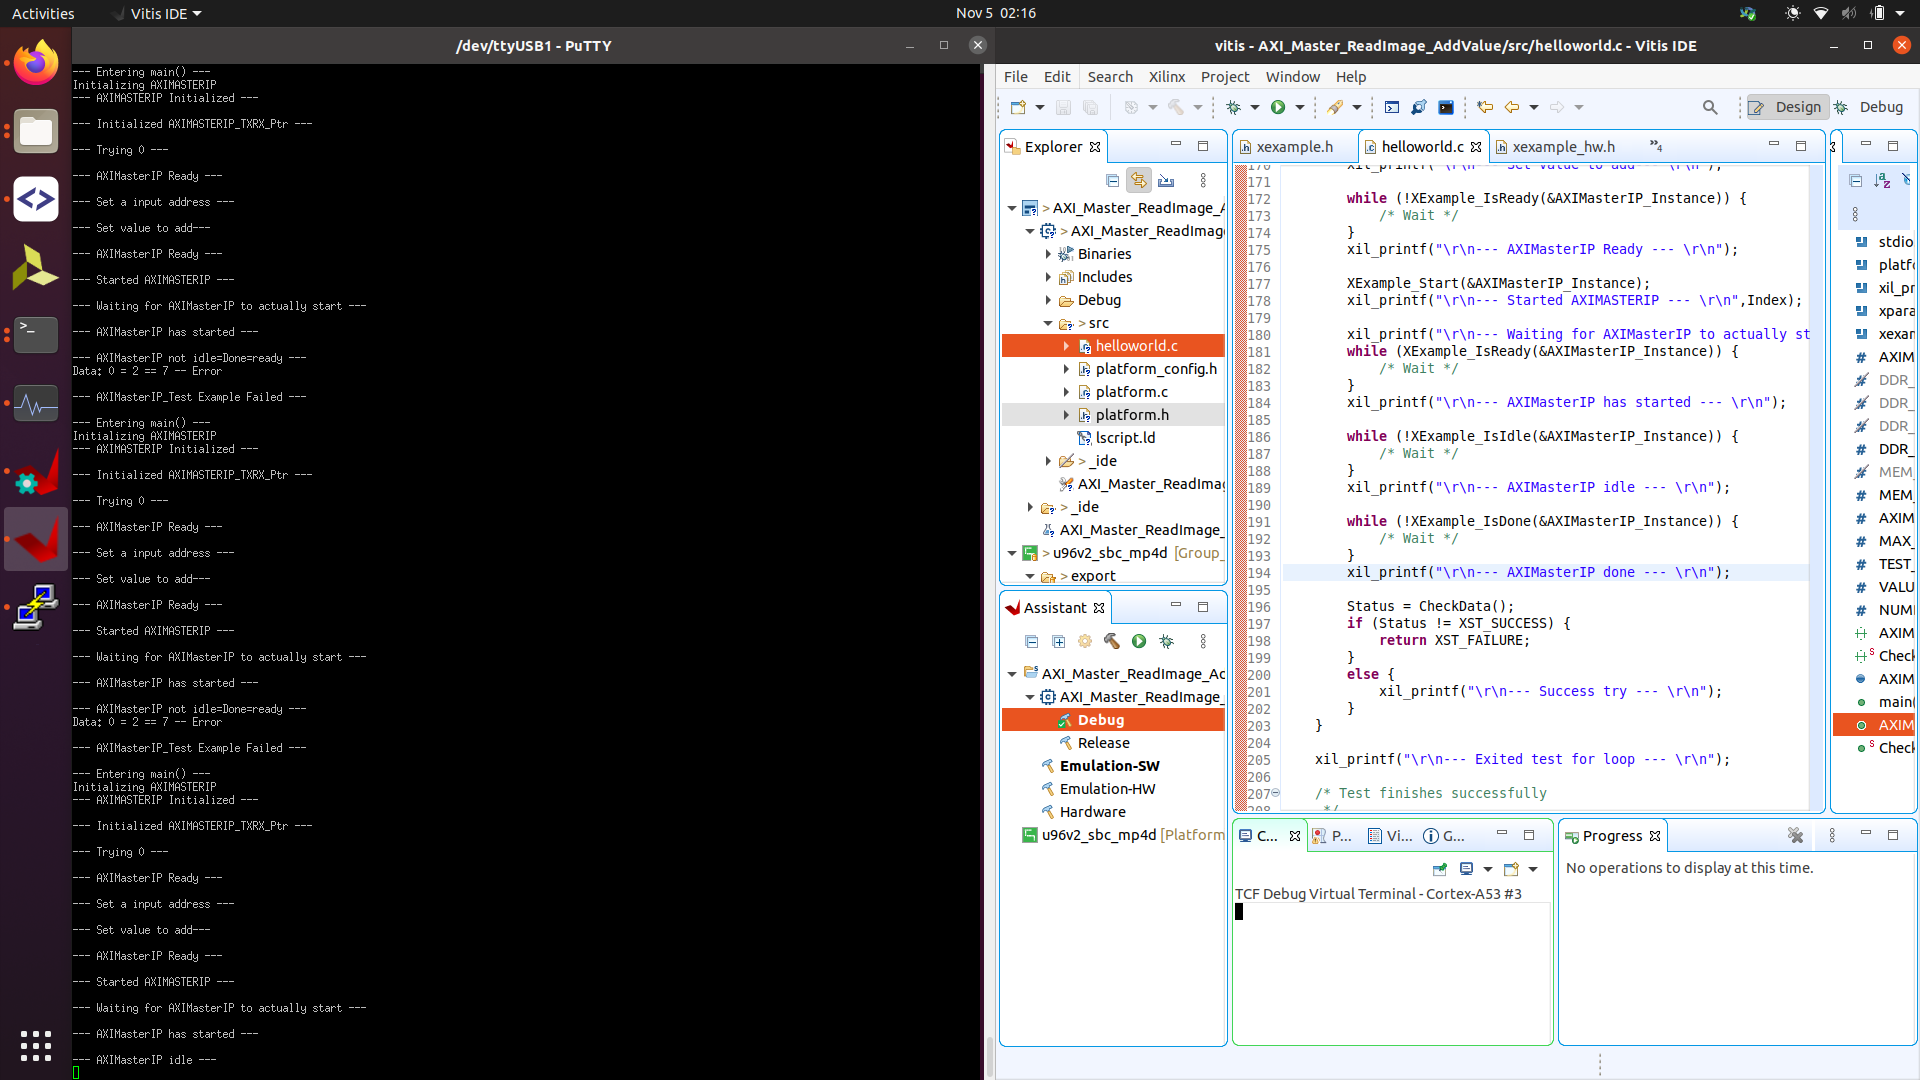 Activities
Vitis IDE
Nov 5 02:16
/dev/ttyUSB1 - PuTTY
--- Entering main() ---
Initializing AXIMASTERIP
--- AXIMASTERIP Initialized ---
--- Initialized AXIMASTERIP_TXRX_Ptr ---
--- Trying 0 ---
--- AXIMasterIP Ready ---
--- Set a input address ---
--- Set value to add---
--- AXIMasterIP Ready ---
--- Started AXIMASTERIP ---
--- Waiting for AXIMasterIP to actually start ---
--- AXIMasterIP has started ---
--- AXIMasterIP not idle=Done=ready ---
Data: 0 = 2 == 7 -- Error
--- AXIMasterIP_Test Example Failed ---
--- Entering main() ---
Initializing AXIMASTERIP
--- AXIMASTERIP Initialized ---
--- Initialized AXIMASTERIP_TXRX_Ptr ---
--- Trying 0 ---
--- AXIMasterIP Ready ---
--- Set a input address ---
--- Set value to add---
--- AXIMasterIP Ready ---
--- Started AXIMASTERIP ---
--- Waiting for AXIMasterIP to actually start ---
--- AXIMasterIP has started ---
--- AXIMasterIP not idle=Done=ready ---
Data: 0 = 2 == 7 -- Error
--- AXIMasterIP_Test Example Failed ---
--- Entering main() ---
Initializing AXIMASTERIP
--- AXIMASTERIP Initialized ---
--- Initialized AXIMASTERIP_TXRX_Ptr ---
--- Trying 0 ---
--- AXIMasterIP Ready ---
--- Set a input address ---
--- Set value to add---
--- AXIMasterIP Ready ---
--- Started AXIMASTERIP ---
--- Waiting for AXIMasterIP to actually start ---
--- AXIMasterIP has started ---
--- AXIMasterIP idle ---
vitis - AXI_Master_ReadImage_AddValue/src/helloworld.c - Vitis IDE
File Edit Search Xilinx Project Window Help
Design
Debug
Explorer
> AXI_Master_ReadImage_A
> AXI_Master_ReadImag
Binaries
Includes
Debug
> src
helloworld.c
platform_config.h
platform.c
platform.h
lscript.ld
> _ide
AXI_Master_ReadImag
> _ide
AXI_Master_ReadImage_
> u96v2_sbc_mp4d [Group_
> export
Assistant
AXI_Master_ReadImage_Ac
AXI_Master_ReadImage_
Debug
Release
Emulation-SW
Emulation-HW
Hardware
u96v2_sbc_mp4d [Platform
xexample.h
helloworld.c
xexample_hw.h
4
170 xil_printf("\r\n--- Set value to add ---\r\n");
171
172 while (!XExample_IsReady(&AXIMasterIP_Instance)) {
173 /* Wait */
174 }
175 xil_printf("\r\n--- AXIMasterIP Ready --- \r\n");
176
177 XExample_Start(&AXIMasterIP_Instance);
178 xil_printf("\r\n--- Started AXIMASTERIP --- \r\n",Index);
179
180 xil_printf("\r\n--- Waiting for AXIMasterIP to actually st
181 while (XExample_IsReady(&AXIMasterIP_Instance)) {
182 /* Wait */
183 }
184 xil_printf("\r\n--- AXIMasterIP has started --- \r\n");
185
186 while (!XExample_IsIdle(&AXIMasterIP_Instance)) {
187 /* Wait */
188 }
189 xil_printf("\r\n--- AXIMasterIP idle --- \r\n");
190
191 while (!XExample_IsDone(&AXIMasterIP_Instance)) {
192 /* Wait */
193 }
194 xil_printf("\r\n--- AXIMasterIP done --- \r\n");
195
196 Status = CheckData();
197 if (Status != XST_SUCCESS) {
198 return XST_FAILURE;
199 }
200 else {
201 xil_printf("\r\n--- Success try --- \r\n");
202 }
203 }
204
205 xil_printf("\r\n--- Exited test for loop --- \r\n");
206
207 /* Test finishes successfully
208 */
stdio
platfo
xil_pr
xpara
xexan
AXIM
DDR_
DDR_
DDR_
DDR_
MEM_
MEM_
AXIM
MAX_
TEST_
VALU
NUMI
AXIM
Check
AXIM
main(
AXIM
Check
C...
P...
Vi...
G...
TCF Debug Virtual Terminal - Cortex-A53 #3
Progress
No operations to display at this time.